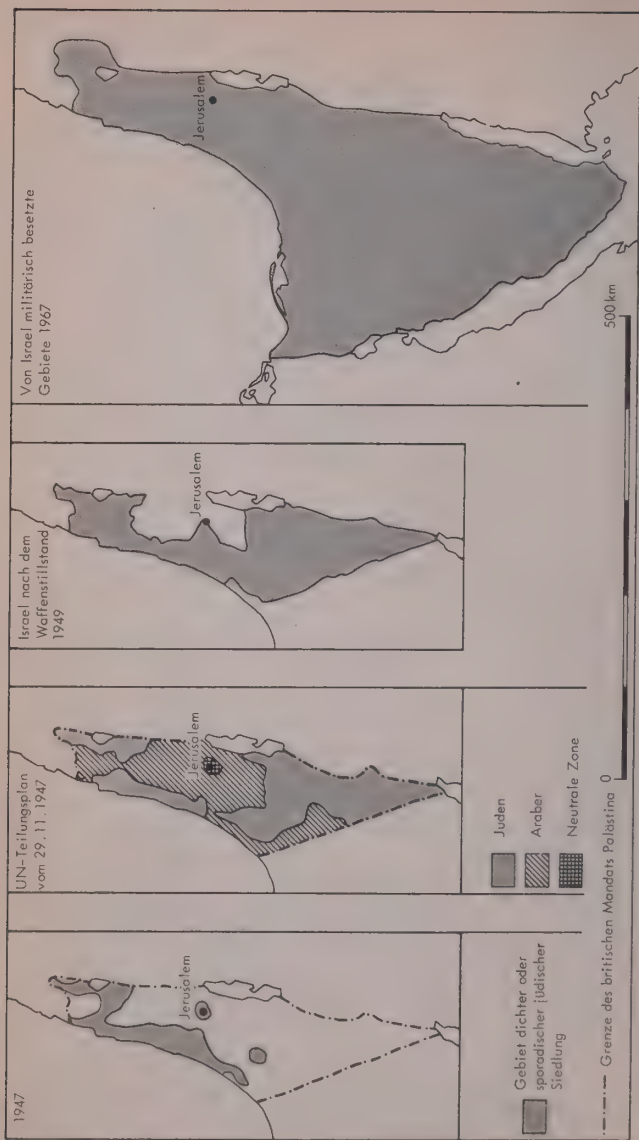 1947
Jerusalem
Gebiet dichter oder
sporadischer jüdischer
Siedlung
UN-Teilungsplan
vom 29.11.1947
Jerusalem
Juden
Araber
Neutrale Zone
Israel nach dem
Waffenstillstand
1949
Jerusalem
Von Israel militärisch besetzte
Gebiete 1967
Jerusalem
Grenze des britischen Mandats Palästina
0
500 km